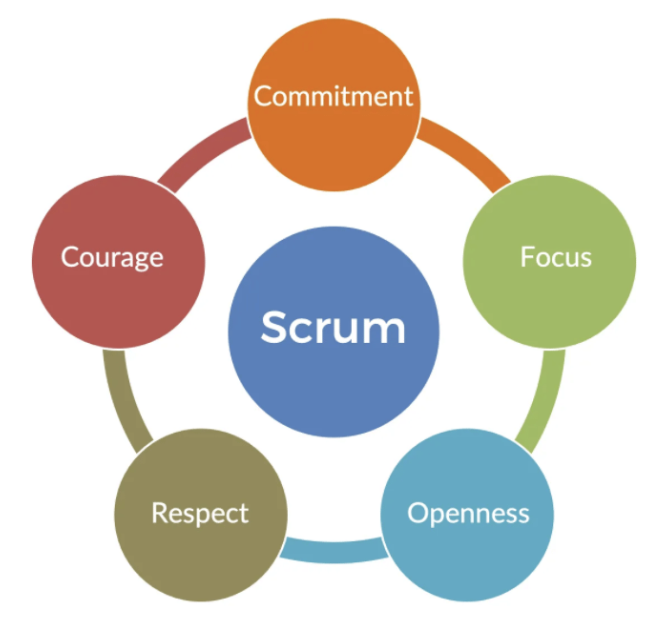 Commitment
Focus
Openness
Respect
Courage
Scrum